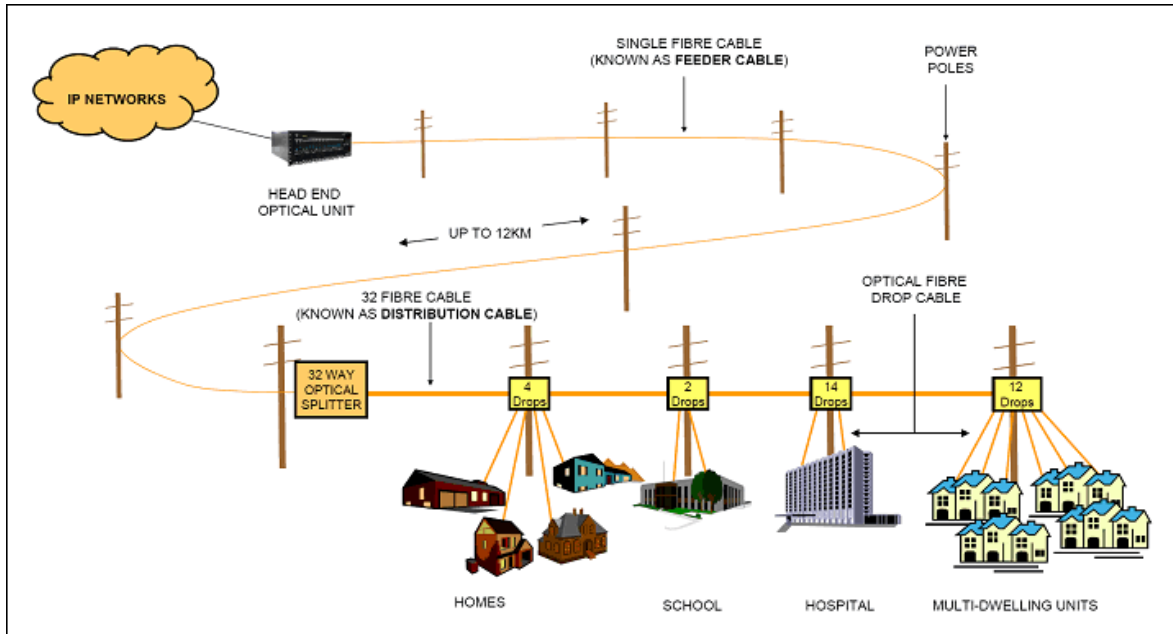 SINGLE FIBRE CABLE
(KNOWN AS FEEDER CABLE)
POWER
POLES
IP NETWORKS
HEAD END
OPTICAL UNIT
UP TO 12KM
OPTICAL FIBRE
DROP CABLE
32 FIBRE CABLE
(KNOWN AS DISTRIBUTION CABLE)
32 WAY
OPTICAL
SPLITTER
4
Drops
2
Drops
14
Drops
12
Drops
HOMES
SCHOOL
HOSPITAL
MULTI-DWELLING UNITS